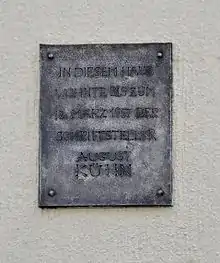 IN DIESEM HAUS
WOHNTE BIS ZUM
MÄRZ DER
SCHRIFTSTELLER
AUGUST
KÜHN